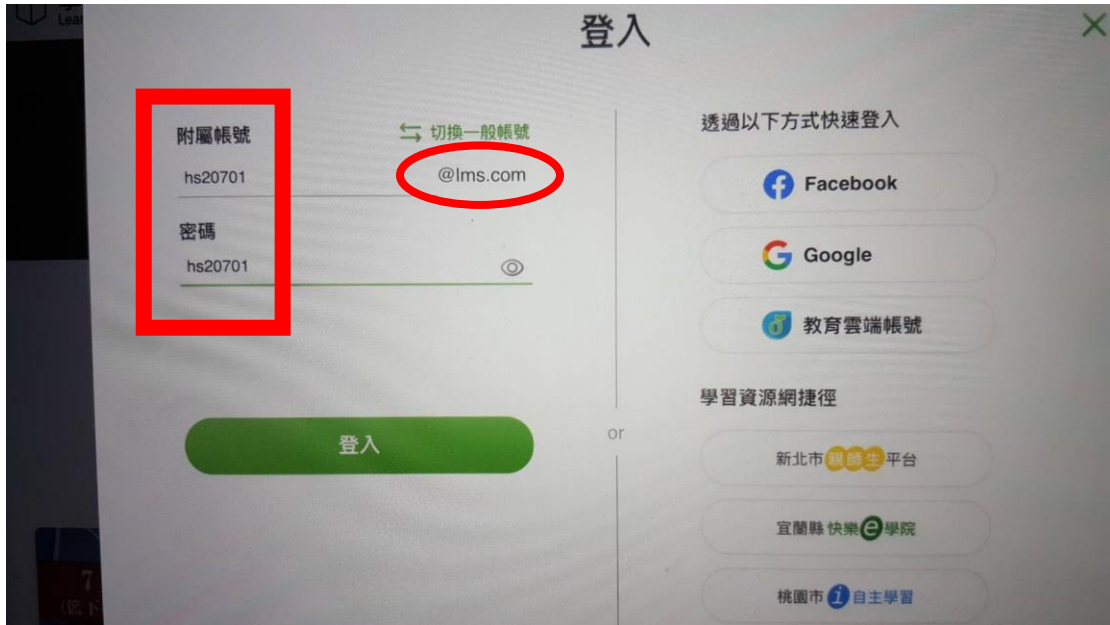 Lear
登入
附屬帳號
切換一般帳號
hs20701
@lms.com
密碼
hs20701
登入
or
透過以下方式快速登入
Facebook
Google
教育雲端帳號
學習資源網捷徑
新北市親師生平台
宜蘭縣 快樂e學院
桃園市 i 自主學習
7